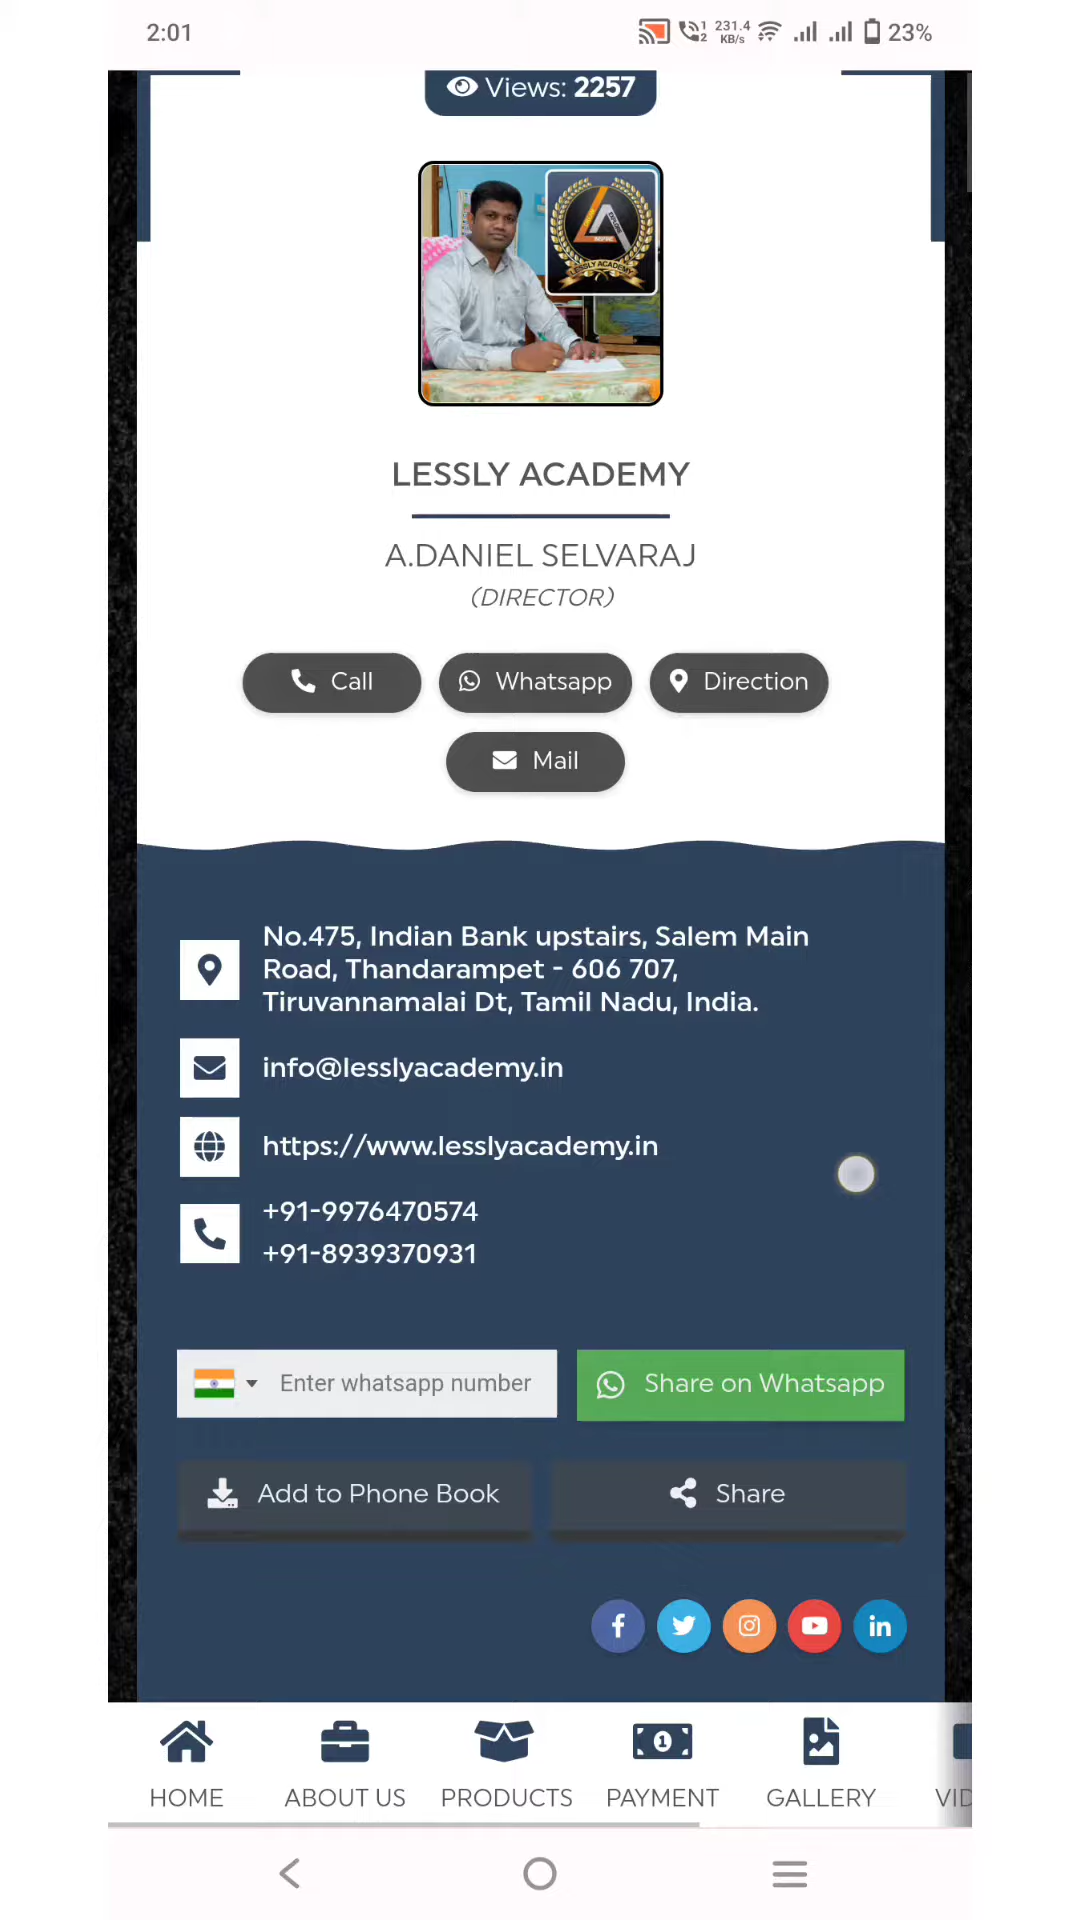 2:01
231.4
KB/s
23%
Views: 2257
LESSLY ACADEMY
LESSLY ACADEMY
A.DANIEL SELVARAJ
(DIRECTOR)
Call
Whatsapp
Direction
Mail
No.475, Indian Bank upstairs, Salem Main
Road, Thandarampet - 606 707,
Tiruvannamalai Dt, Tamil Nadu, India.
info@lesslyacademy.in
https://www.lesslyacademy.in
+91-9976470574
+91-8939370931
Enter whatsapp number
Share on Whatsapp
Add to Phone Book
Share
HOME
ABOUT US
PRODUCTS
PAYMENT
GALLERY
VID